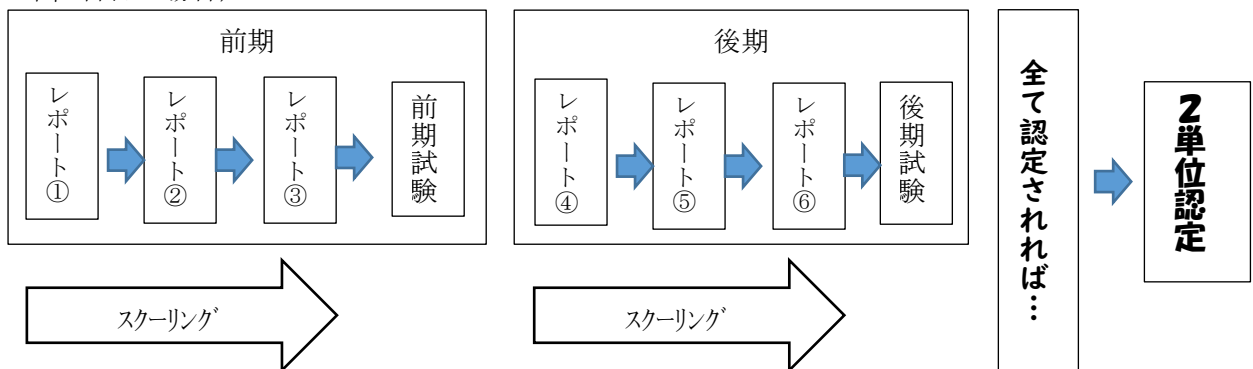 前期
レポート①
レポート②
レポート③
前期試験
スクーリング
後期
レポート④
レポート⑤
レポート⑥
後期試験
スクーリング
全て認定されれば…
2単位認定